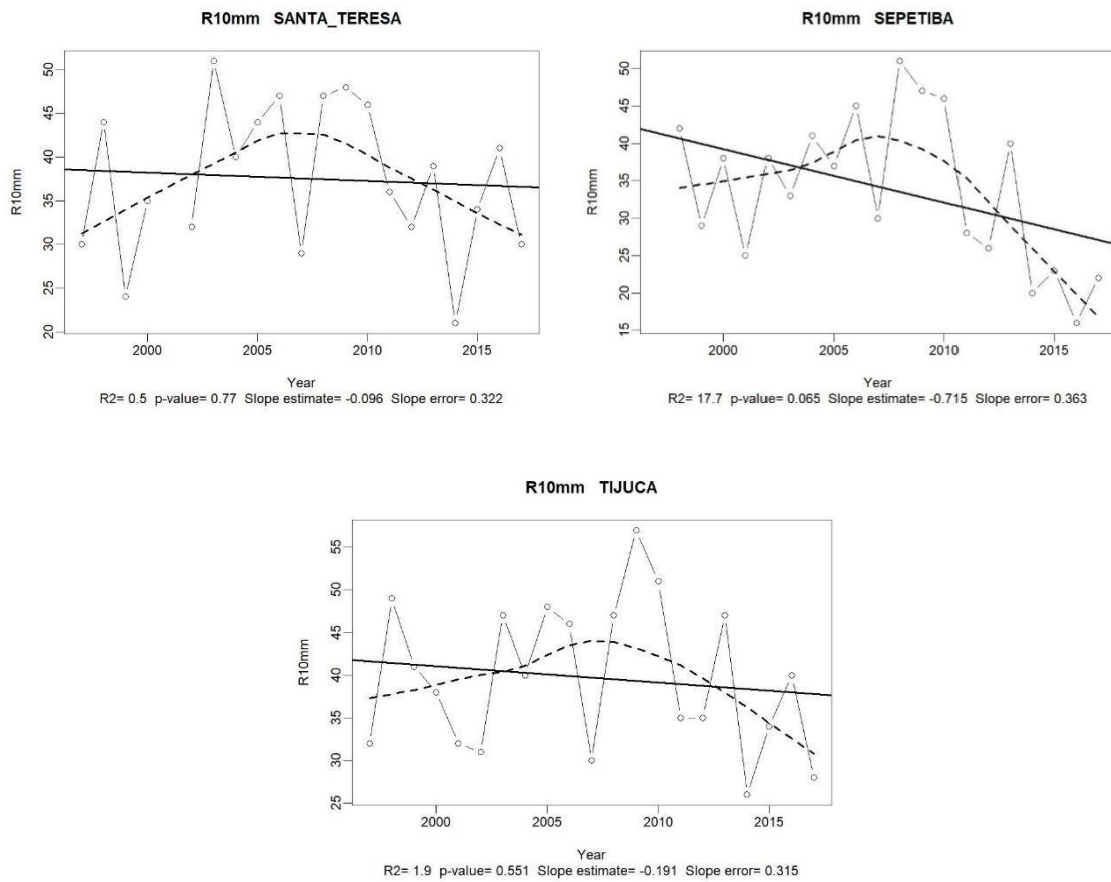 R10mm SANTA_TERESA
R10mm
50
45
40
35
30
25
20
2000
2005
2010
2015
Year
R2= 0.5 p-value= 0.77 Slope estimate= -0.096 Slope error= 0.322
R10mm SEPETIBA
R10mm
50
45
40
35
30
25
20
15
2000
2005
2010
2015
Year
R2= 17.7 p-value= 0.065 Slope estimate= -0.715 Slope error= 0.363
R10mm TIJUCA
R10mm
55
50
45
40
35
30
25
2000
2005
2010
2015
Year
R2= 1.9 p-value= 0.551 Slope estimate= -0.191 Slope error= 0.315